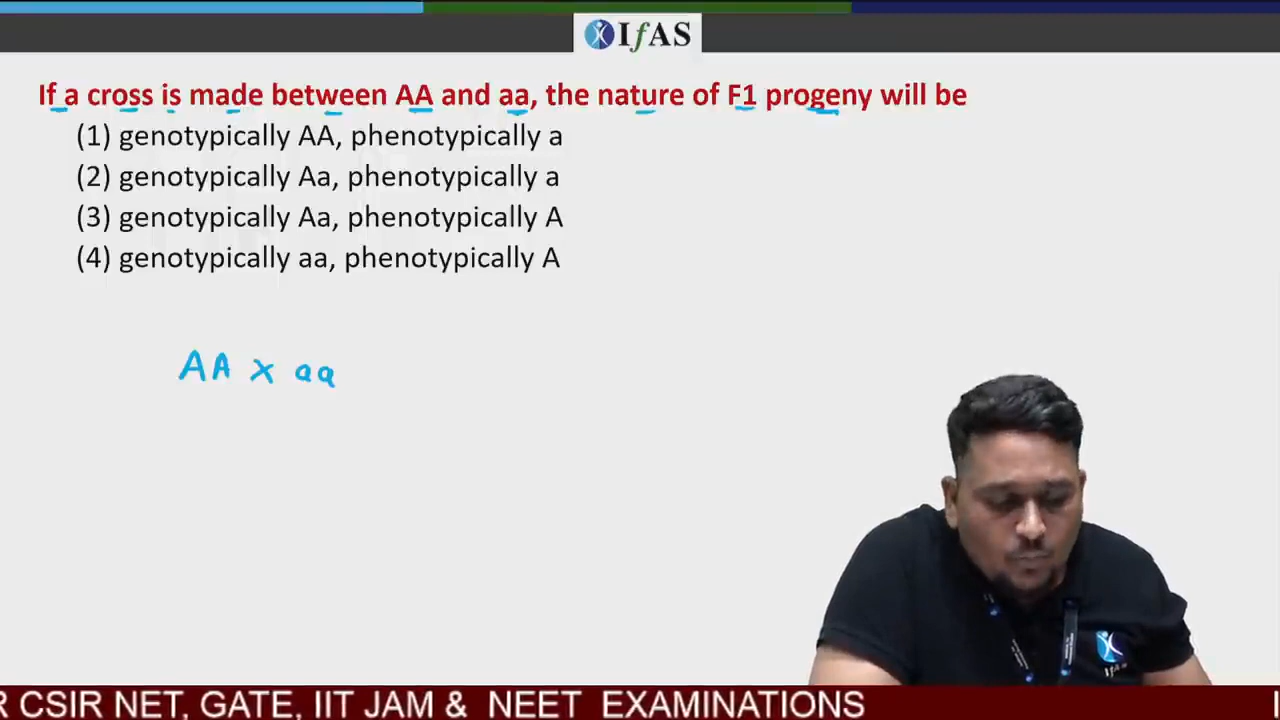 IfAS
If a cross is made between AA and aa, the nature of F1 progeny will be
(1) genotypically AA, phenotypically a
(2) genotypically Aa, phenotypically a
(3) genotypically Aa, phenotypically A
(4) genotypically aa, phenotypically A
AA × aa
IfAS
R CSIR NET, GATE, IIT JAM & NEET EXAMINATIONS